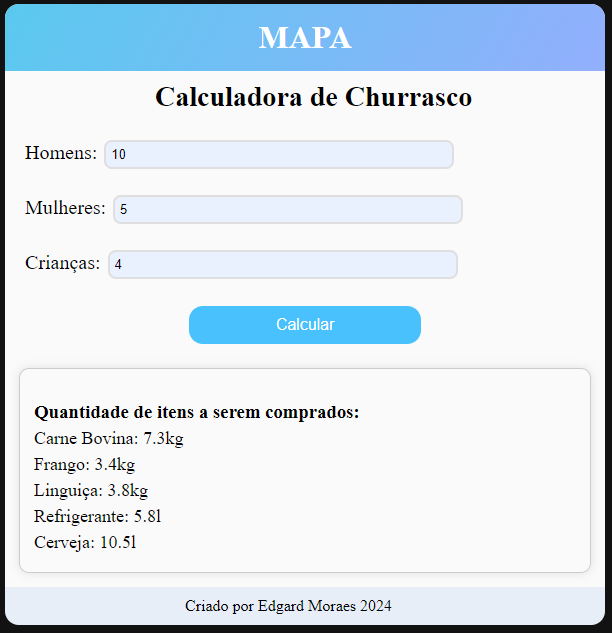 MAPA
Calculadora de Churrasco
Homens: 10
Mulheres: 5
Crianças: 4
Calcular
Quantidade de itens a serem comprados:
Carne Bovina: 7.3kg
Frango: 3.4kg
Linguiça: 3.8kg
Refrigerante: 5.8l
Cerveja: 10.5l
Criado por Edgard Moraes 2024